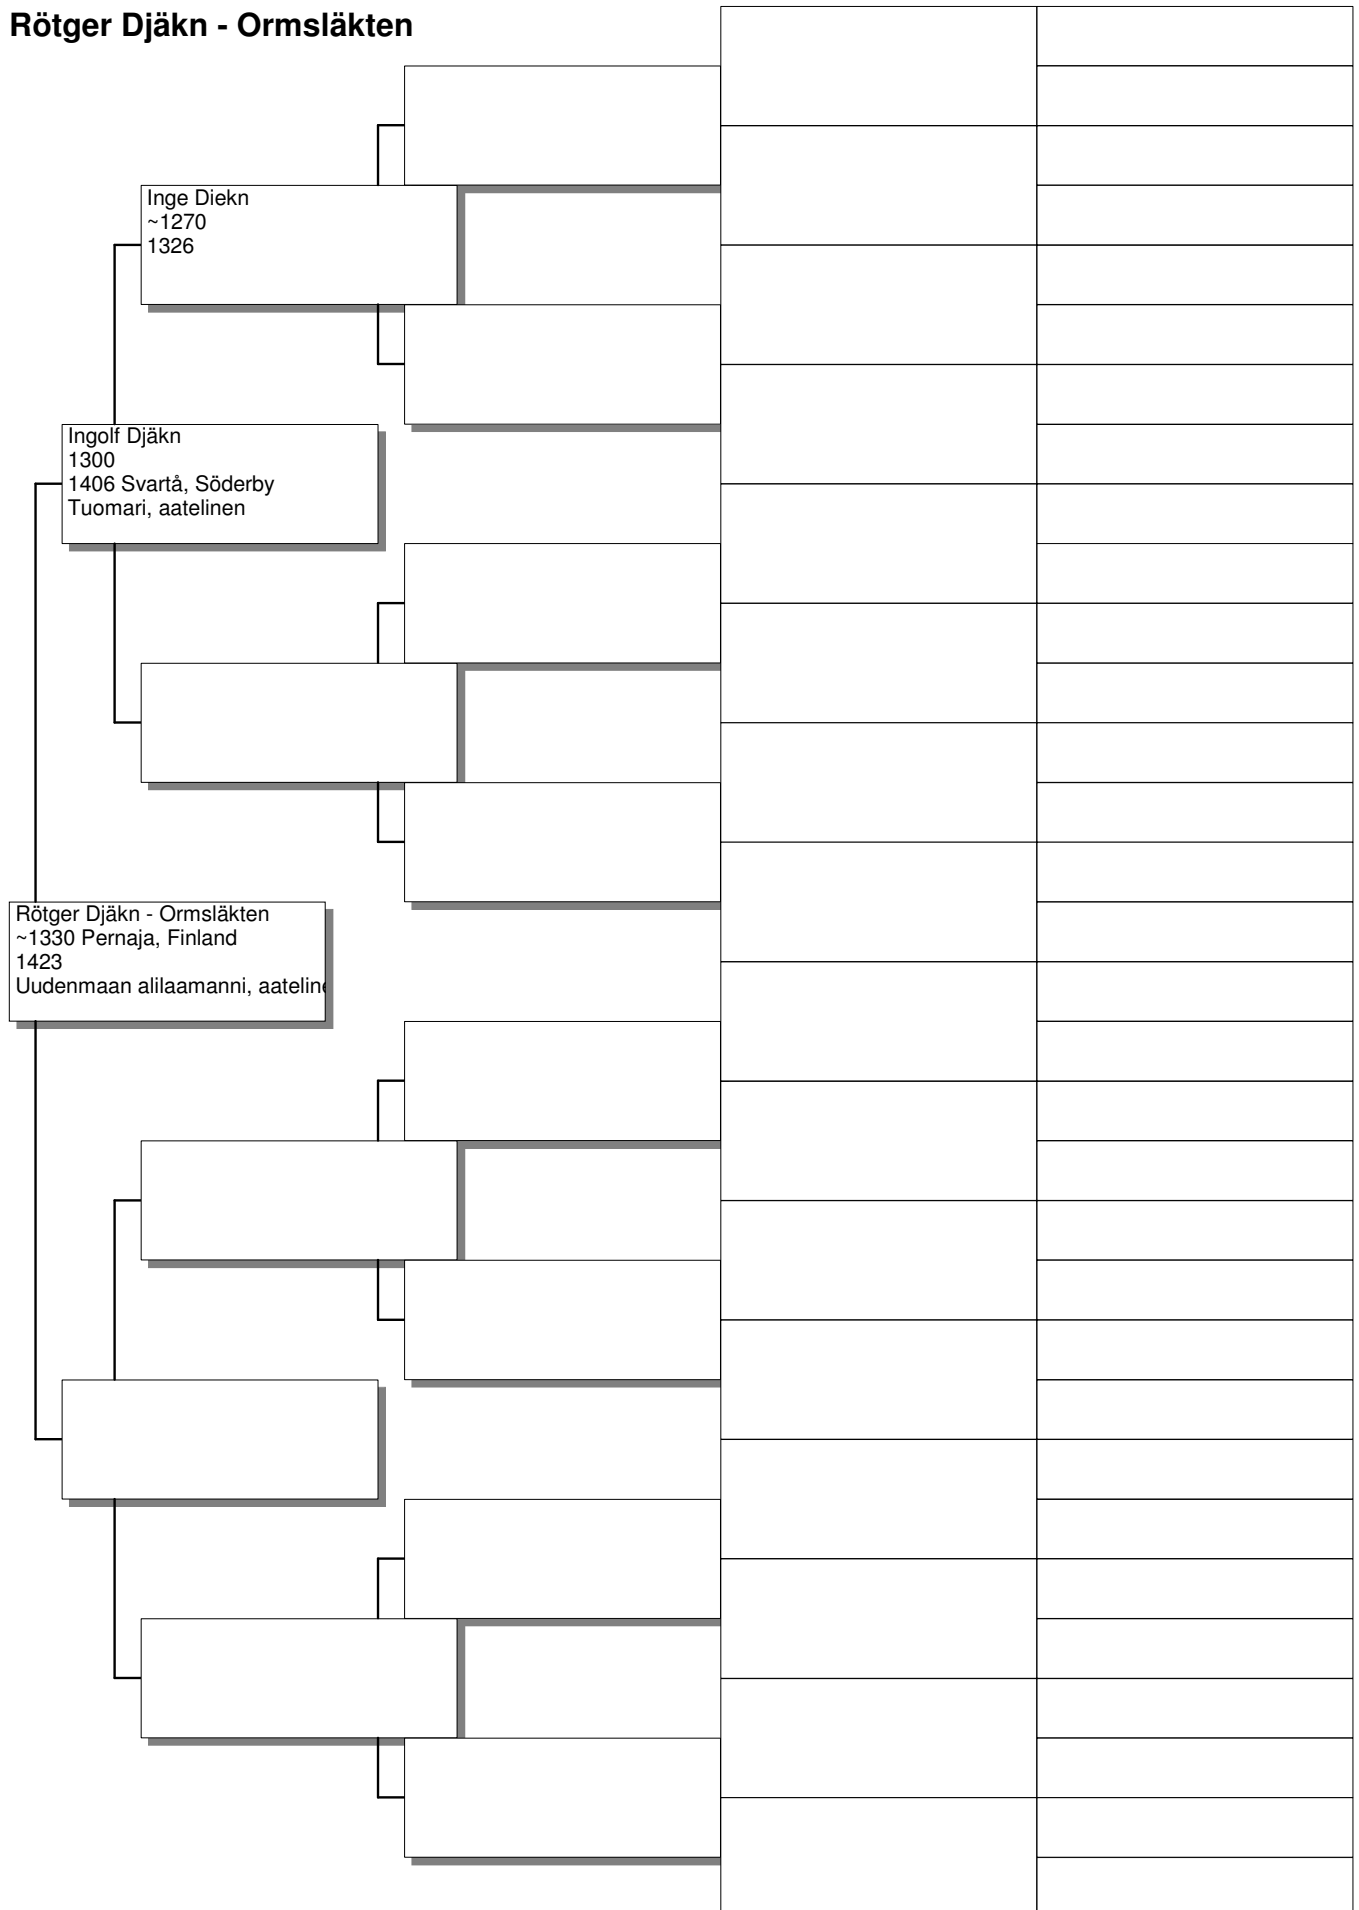 Rötger Djäkn - Ormsläkten
Inge Diekn
~1270
1326
Ingolf Djäkn
1300
1406 Svartå, Söderby
Tuomari, aatelinen
Rötger Djäkn - Ormsläkten
~1330 Pernaja, Finland
1423
Uudenmaan alilaamanni, aateline